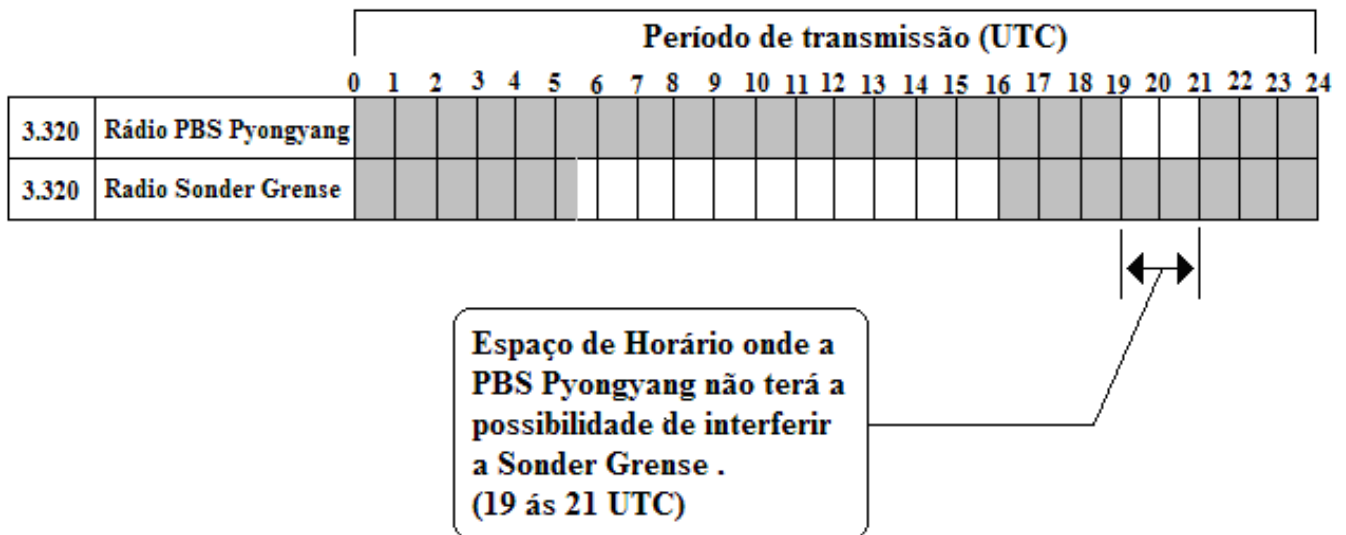 Período de transmissão (UTC)
0 1 2 3 4 5 6 7 8 9 10 11 12 13 14 15 16 17 18 19 20 21 22 23 24
3.320 Rádio PBS Pyongyang
3.320 Radio Sonder Grense
Espaço de Horário onde a
PBS Pyongyang não terá a
possibilidade de interferir
a Sonder Grense .
(19 ás 21 UTC)